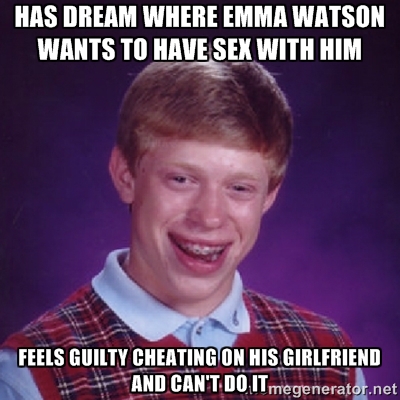 HAS DREAM WHERE EMMA WATSON
WANTS TO HAVE SEX WITH HIM
FEELS GUILTY CHEATING ON HIS GIRLFRIEND
AND CAN'T DO IT
megenerator.net